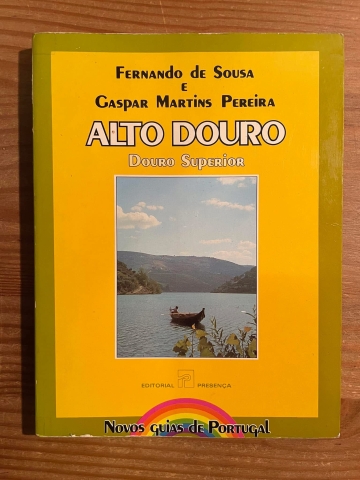 Fernando de Sousa
e
Gaspar Martins Pereira
ALTO DOURO
Douro Superior
EDITORIAL PRESENÇA
Novos guias de Portugal